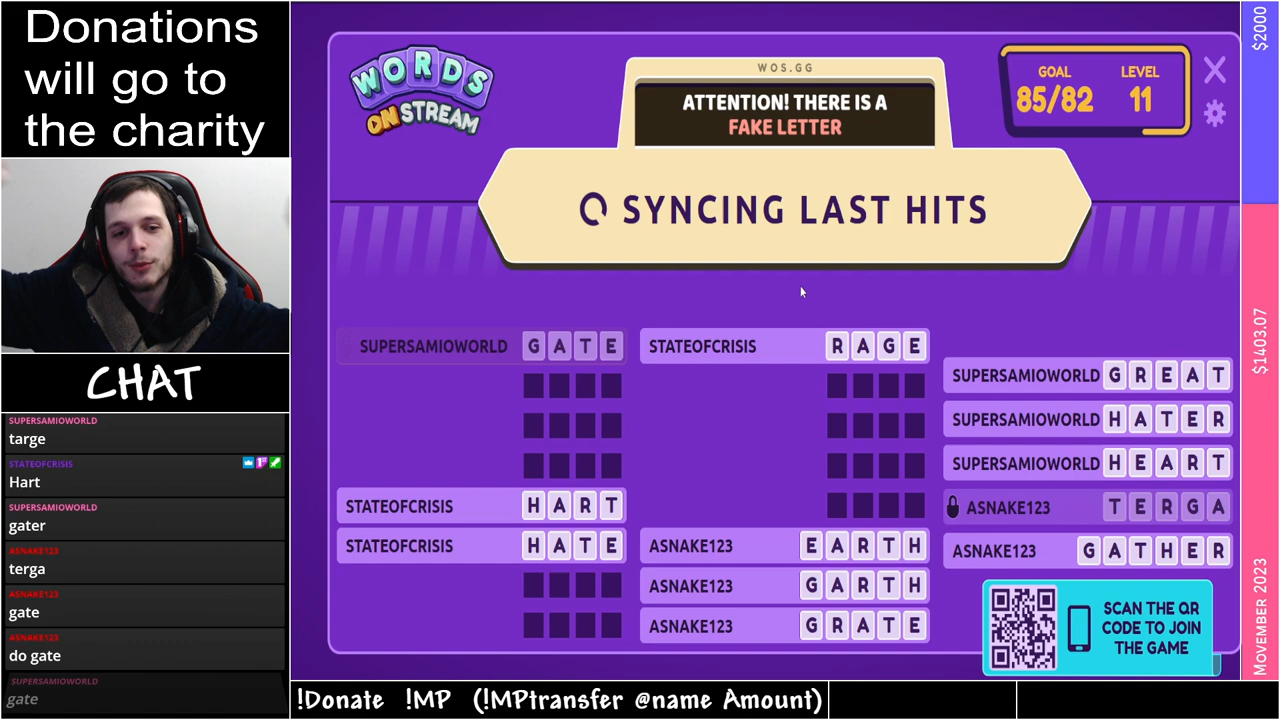 Donations
will go to
the charity
CHAT
SUPERSAMIOWORLD
targe
STATEOFCRISIS
Hart
SUPERSAMIOWORLD
gater
ASNAKE123
terga
ASNAKE123
gate
ASNAKE123
do gate
SUPERSAMIOWORLD
gate
WORDS
ON STREAM
WOS.GG
ATTENTION! THERE IS A
FAKE LETTER
GOAL
85/82
LEVEL
11
SYNCING LAST HITS
SUPERSAMIOWORLD GATE
STATEOFCRISIS HART
STATEOFCRISIS HATE
STATEOFCRISIS RAGE
ASNAKE123 EARTH
ASNAKE123 GARTH
ASNAKE123 GRATE
SUPERSAMIOWORLD GREAT
SUPERSAMIOWORLD HATER
SUPERSAMIOWORLD HEART
ASNAKE123 TERGA
ASNAKE123 GATHER
SCAN THE QR
CODE TO JOIN
THE GAME
!Donate !MP (!MPtransfer @name Amount)
$2000
$1403.07
NOVEMBER 2023